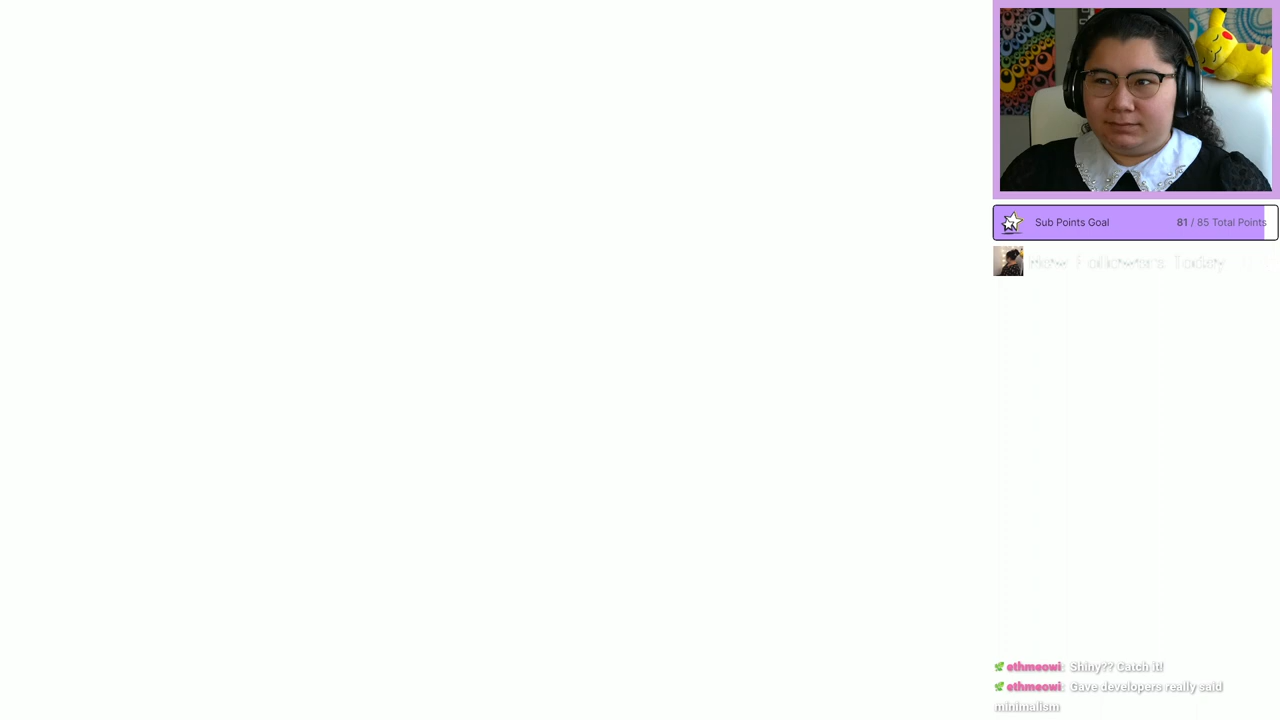 Sub Points Goal 81 / 85 Total Points
New Followers Today
ethmeowi: Shiny?? Catch it!
ethmeowi: Gave developers really said
minimalism